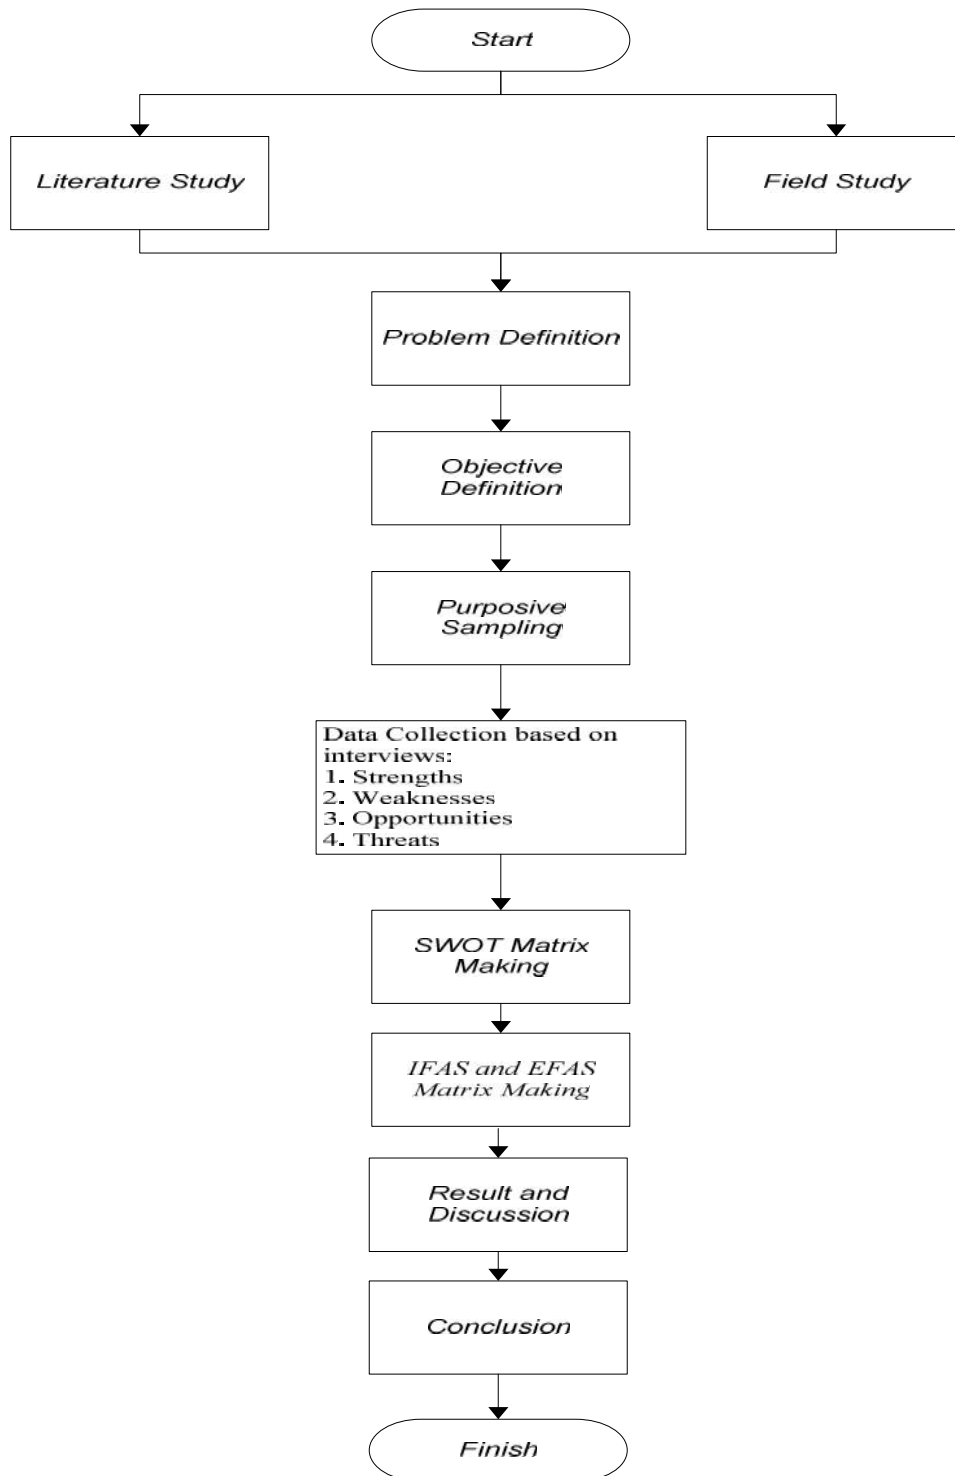 Start
Literature Study
Field Study
Problem Definition
Objective
Definition
Purposive
Sampling
Data Collection based on
interviews:
1. Strengths
2. Weaknesses
3. Opportunities
4. Threats
SWOT Matrix
Making
IFAS and EFAS
Matrix Making
Result and
Discussion
Conclusion
Finish